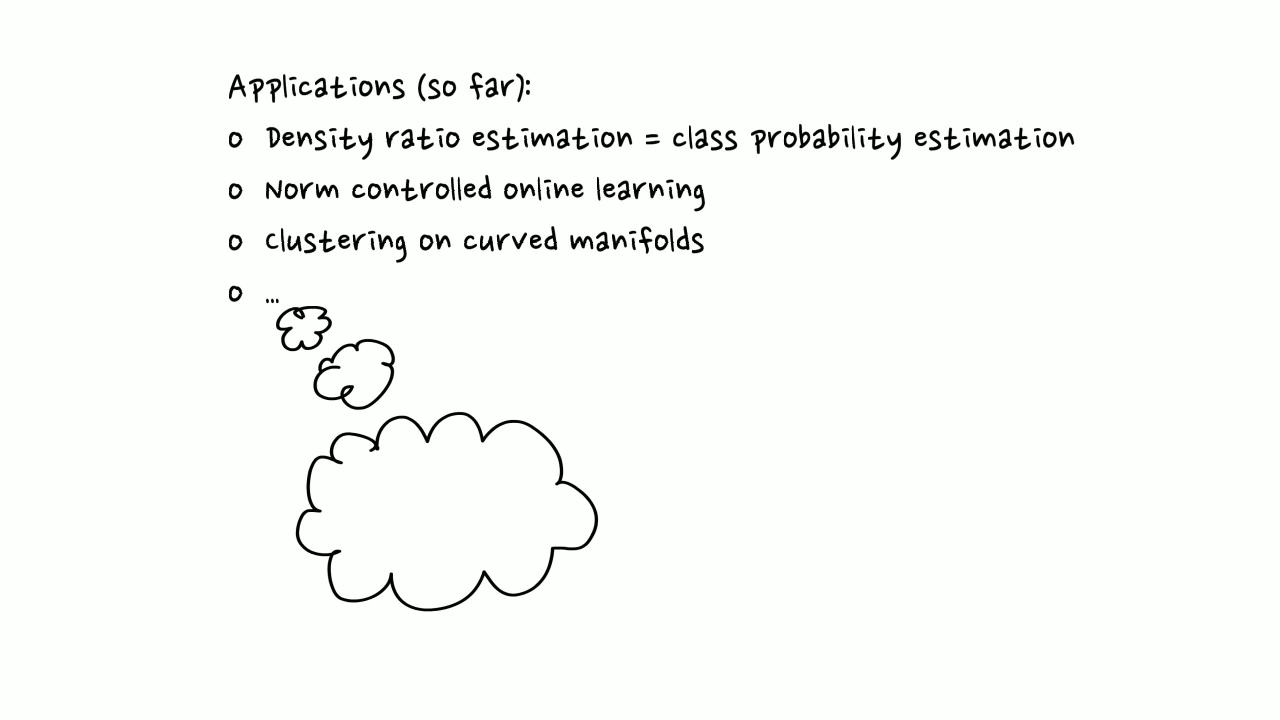 Applications (so far):
o Density ratio estimation = class probability estimation
o Norm controlled online learning
o Clustering on curved manifolds
o ...